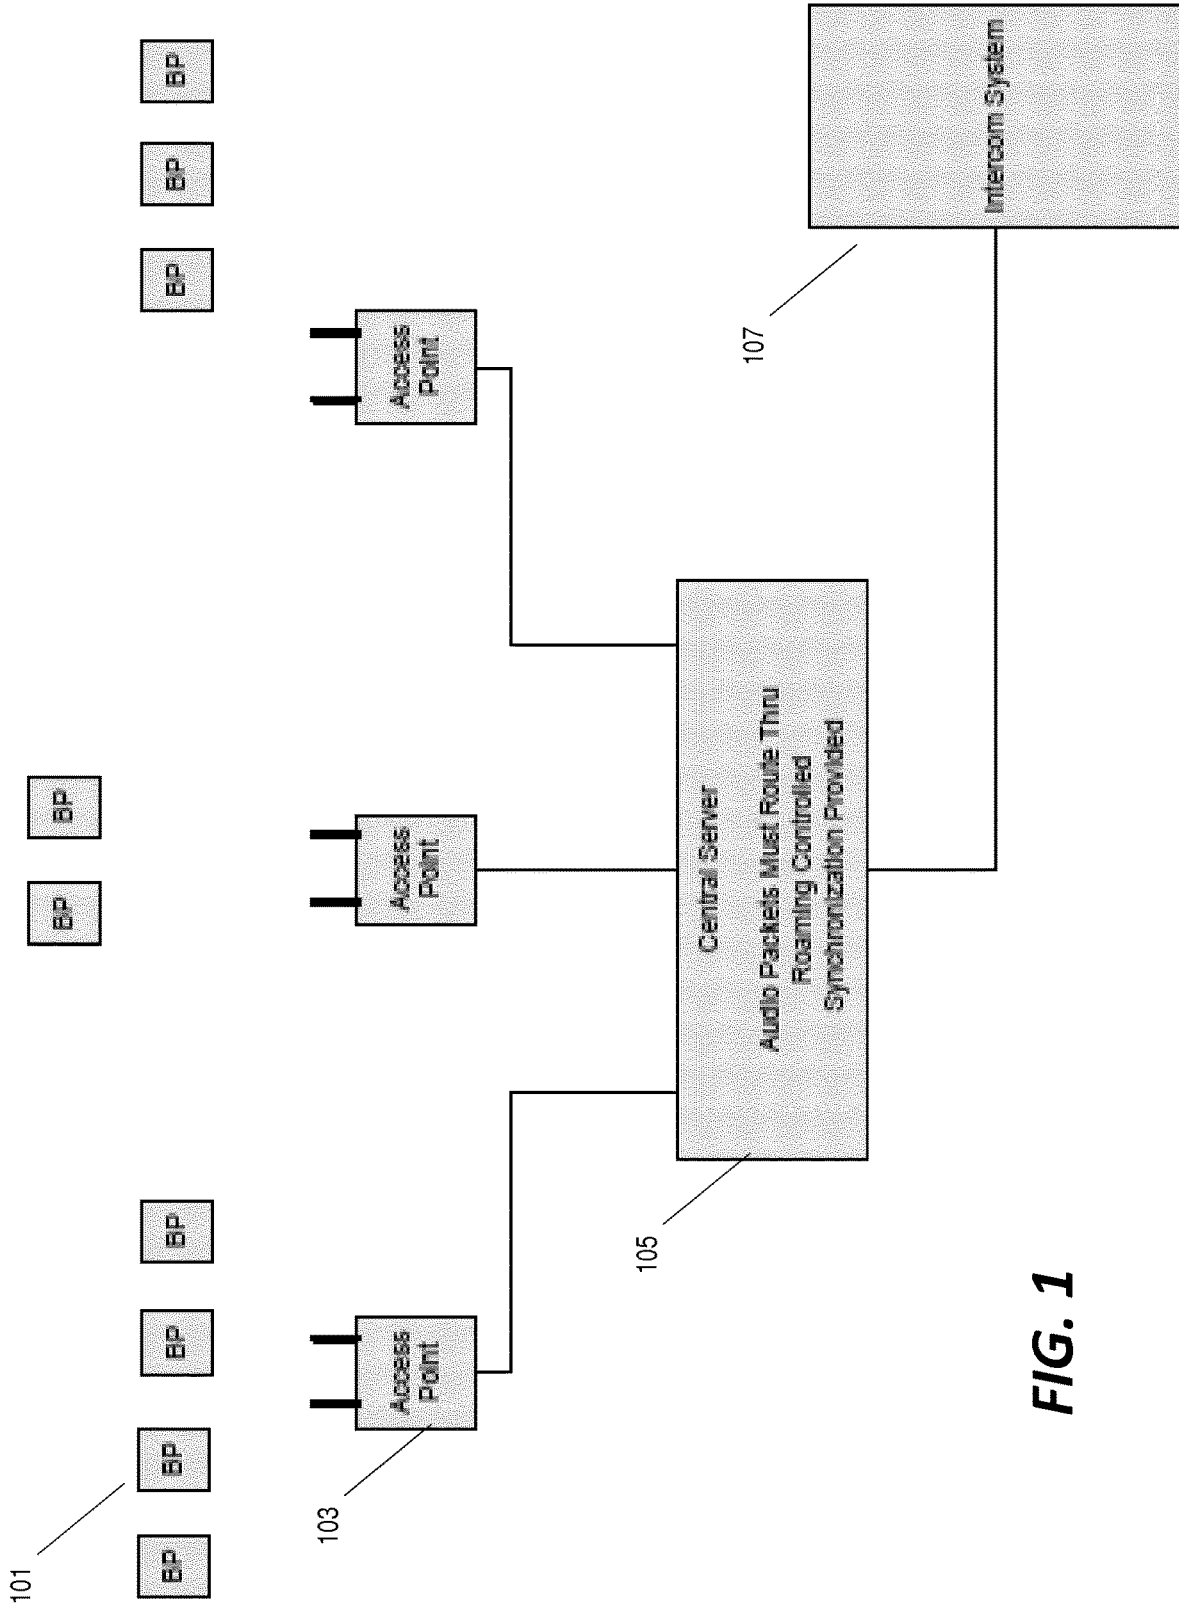 BP
BP
101
BP
BP
BP
BP
BP
BP
BP
103
Access
Point
Access
Point
Access
Point
105
Central Server
Audio Packets Must Route Thru
Roaming Controlled
Synchronization Provided
107
Intercom System
FIG. 1